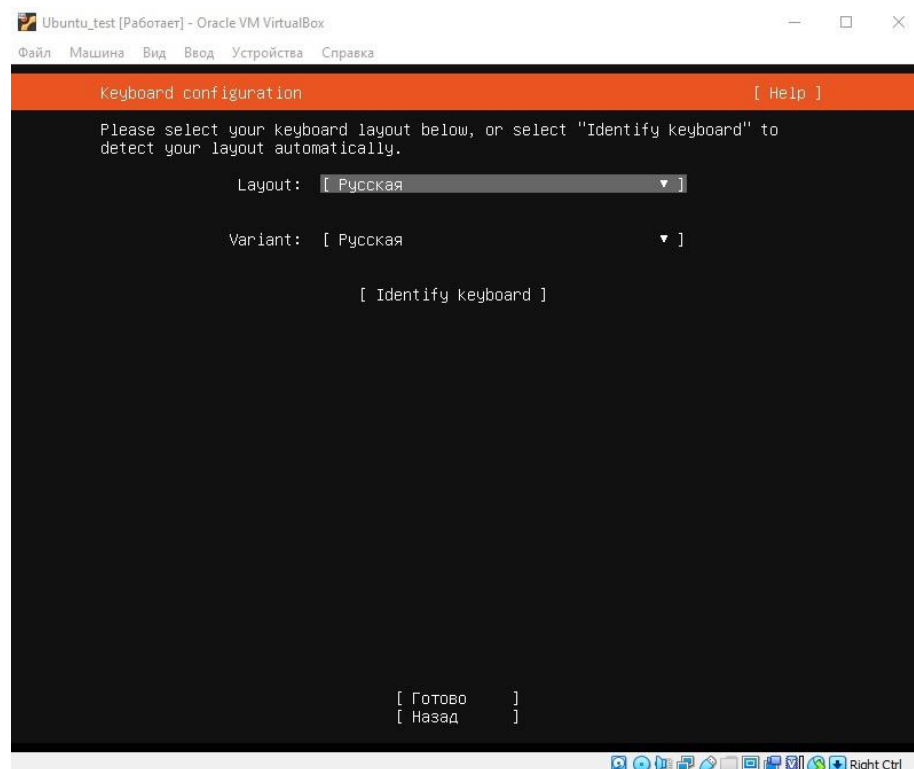 Ubuntu_test [Работает] - Oracle VM VirtualBox
Файл Машина Вид Ввод Устройства Справка
Keyboard configuration [ Help ]
Please select your keyboard layout below, or select "Identify keyboard" to
detect your layout automatically.
Layout: [ Русская ▾ ]
Variant: [ Русская ▾ ]
[ Identify keyboard ]
[ Готово ]
[ Назад ]
Right Ctrl